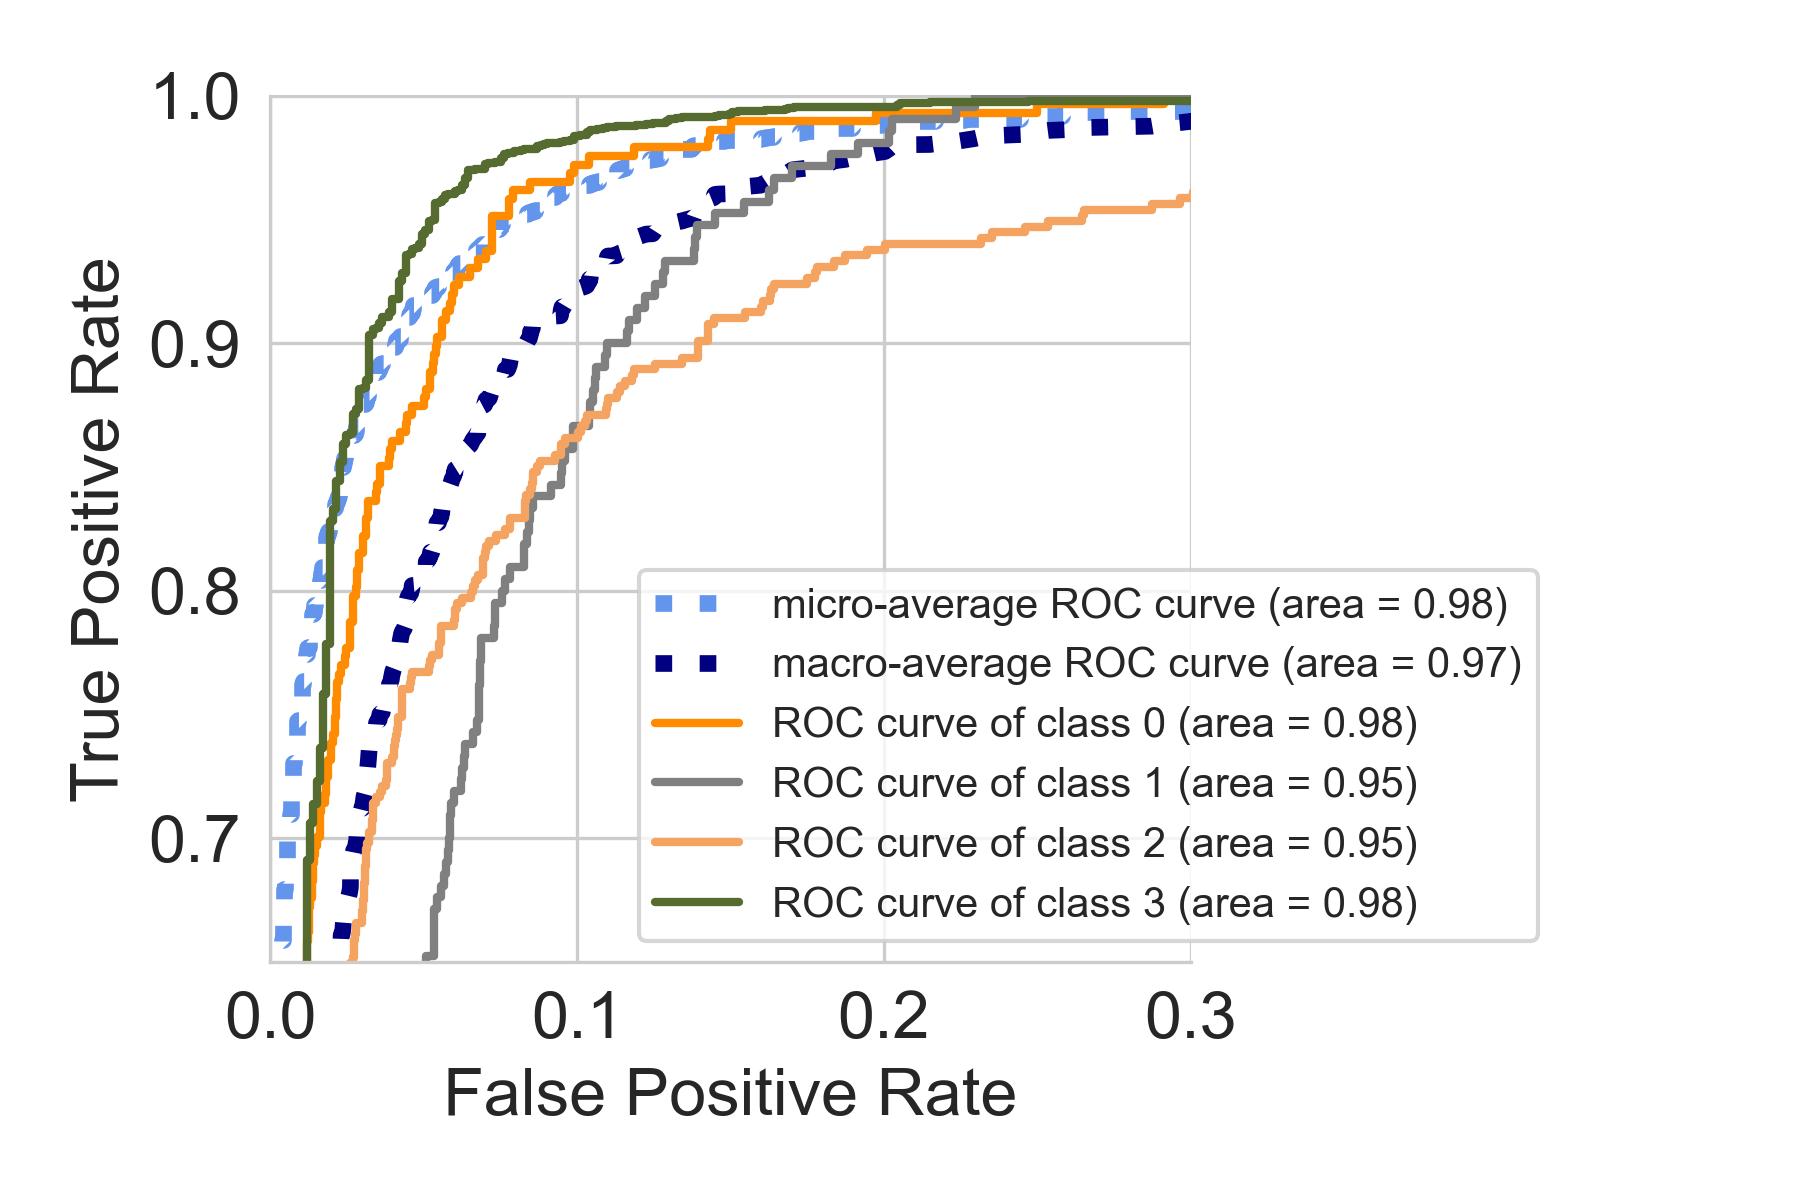 1.0
0.9
0.8
0.7
True Positive Rate
micro-average ROC curve (area = 0.98)
macro-average ROC curve (area = 0.97)
ROC curve of class 0 (area = 0.98)
ROC curve of class 1 (area = 0.95)
ROC curve of class 2 (area = 0.95)
ROC curve of class 3 (area = 0.98)
0.0 0.1 0.2 0.3
False Positive Rate